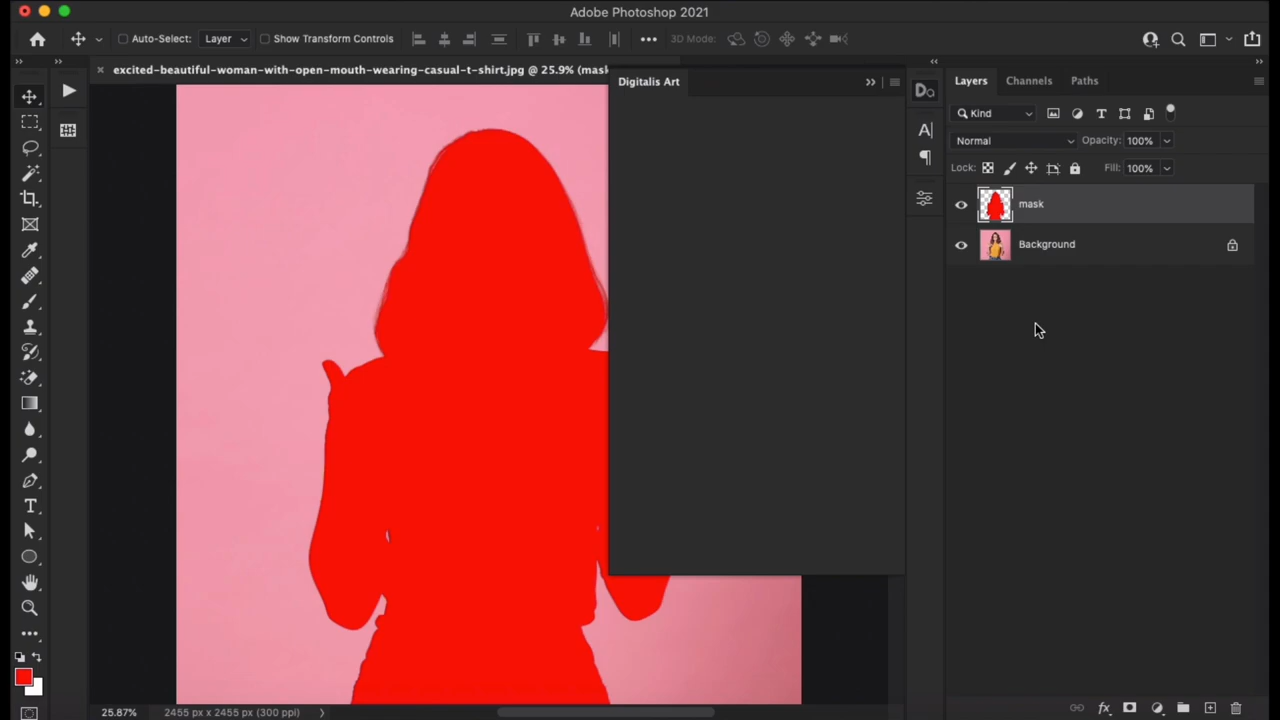 Adobe Photoshop 2021
Auto-Select: Layer Show Transform Controls 3D Mode:
excited-beautiful-woman-with-open-mouth-wearing-casual-t-shirt.jpg @ 25.9% (mask
Digitalis Art
Layers Channels Paths
Kind
Normal Opacity: 100%
Lock: Fill: 100%
mask
Background
25.87% 2455 px x 2455 px (300 ppi)